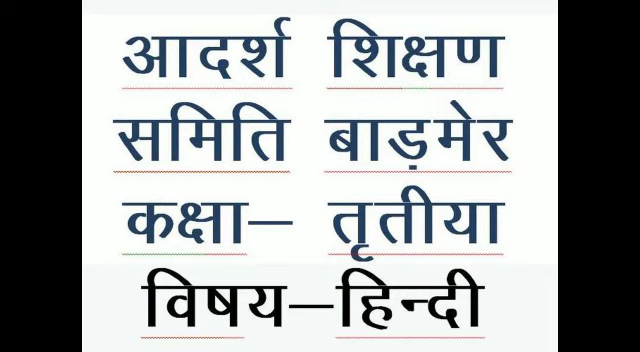 आदर्श शिक्षण
समिति बाड़मेर
कक्षा– तृतीया
विषय–हिन्दी